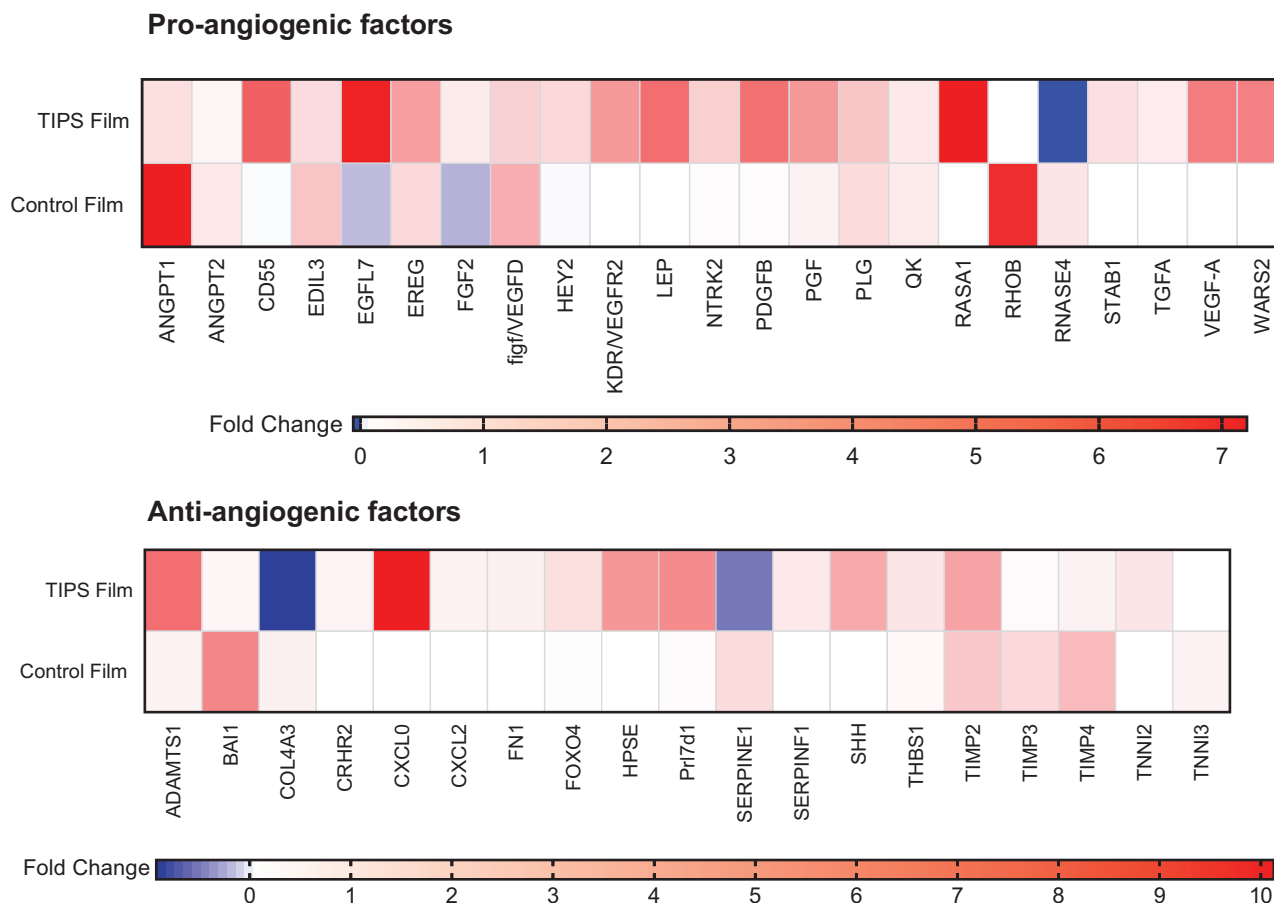 Pro-angiogenic factors
TIPS Film
Control Film
ANGPT1
ANGPT2
CD55
EDIL3
EGFL7
EREG
FGF2
figf/VEGFD
HEY2
KDR/VEGFR2
LEP
NTRK2
PDGFB
PGF
PLG
QK
RASA1
RHOB
RNASE4
STAB1
TGFA
VEGF-A
WARS2
Fold Change
0 1 2 3 4 5 6 7
Anti-angiogenic factors
TIPS Film
Control Film
ADAMTS1
BAI1
COL4A3
CRHR2
CXCL0
CXCL2
FN1
FOXO4
HPSE
Prl7d1
SERPINE1
SERPINF1
SHH
THBS1
TIMP2
TIMP3
TIMP4
TNNI2
TNNI3
Fold Change
0 1 2 3 4 5 6 7 8 9 10